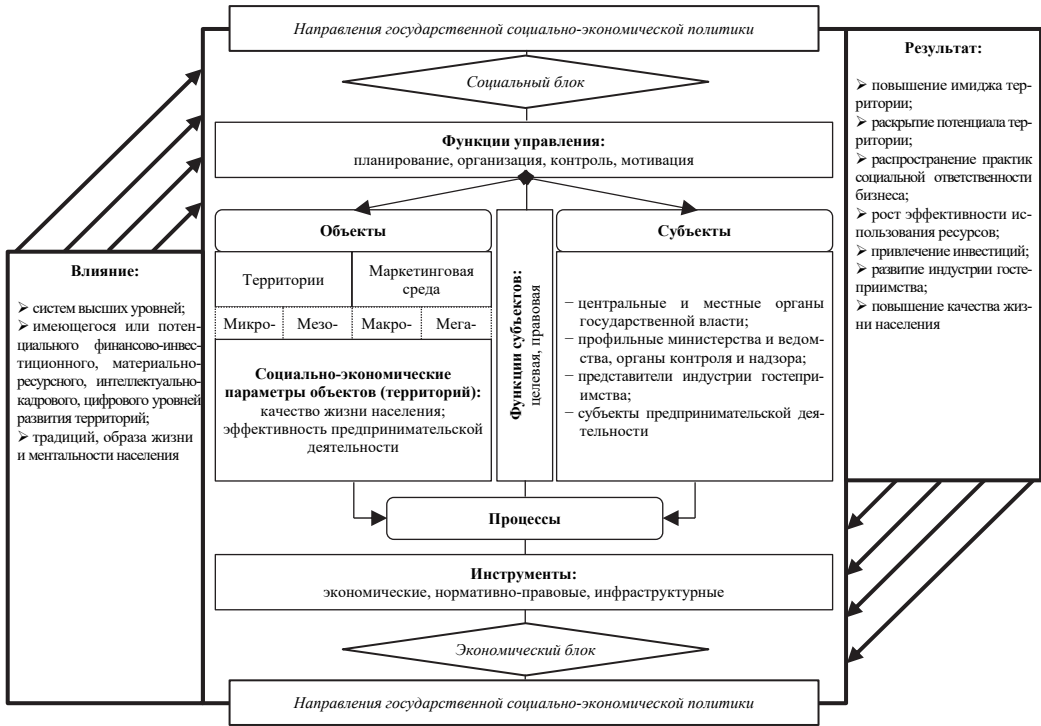 Направления государственной социально-экономической политики
Социальный блок
Функции управления:
планирование, организация, контроль, мотивация
Влияние:
➢ систем высших уровней;
➢ имеющегося или потен-
циального финансово-инвес-
тиционного, материально-
ресурсного, интеллектуально-
кадрового, цифрового уровней
развития территорий;
➢ традиций, образа жизни
и ментальности населения
Объекты
Территории
Маркетинговая
среда
Микро-
Мезо-
Макро-
Мега-
Социально-экономические
параметры объектов (территорий):
качество жизни населения;
эффективность предпринимательской
деятельности
Функции субъектов:
целевая, правовая
Субъекты
− центральные и местные органы
государственной власти;
− профильные министерства и ведом-
ства, органы контроля и надзора;
− представители индустрии гостепри-
имства;
− субъекты предпринимательской дея-
тельности
Результат:
➢ повышение имиджа тер-
ритории;
➢ раскрытие потенциала тер-
ритории;
➢ распространение практик
социальной ответственности
бизнеса;
➢ рост эффективности ис-
пользования ресурсов;
➢ привлечение инвестиций;
➢ развитие индустрии госте-
приимства;
➢ повышение качества жиз-
ни населения
Процессы
Инструменты:
экономические, нормативно-правовые, инфраструктурные
Экономический блок
Направления государственной социально-экономической политики